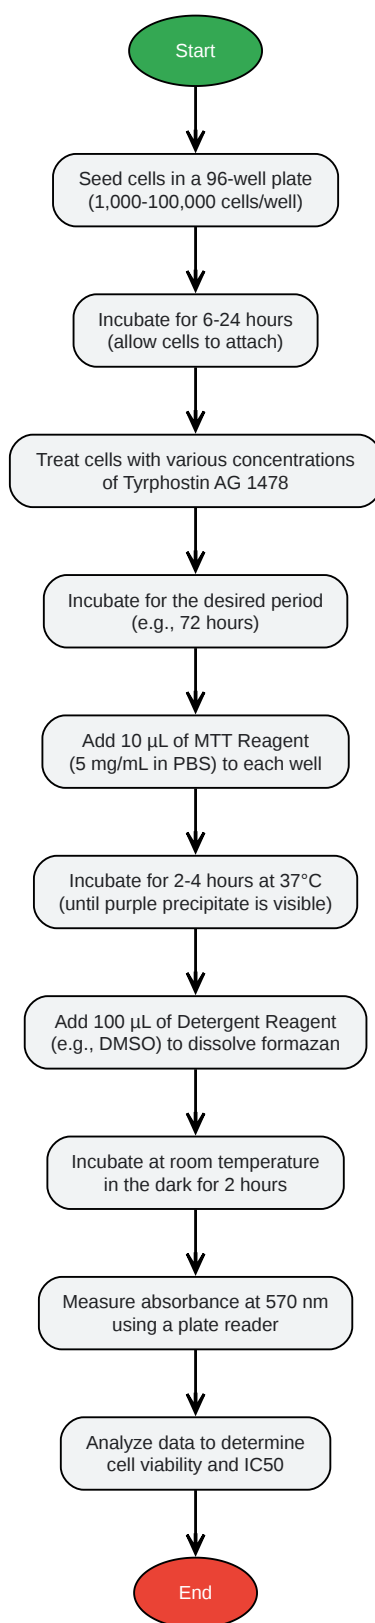 Start
Seed cells in a 96-well plate
(1,000-100,000 cells/well)
Incubate for 6-24 hours
(allow cells to attach)
Treat cells with various concentrations
of Tyrphostin AG 1478
Incubate for the desired period
(e.g., 72 hours)
Add 10 µL of MTT Reagent
(5 mg/mL in PBS) to each well
Incubate for 2-4 hours at 37°C
(until purple precipitate is visible)
Add 100 µL of Detergent Reagent
(e.g., DMSO) to dissolve formazan
Incubate at room temperature
in the dark for 2 hours
Measure absorbance at 570 nm
using a plate reader
Analyze data to determine
cell viability and IC50
End